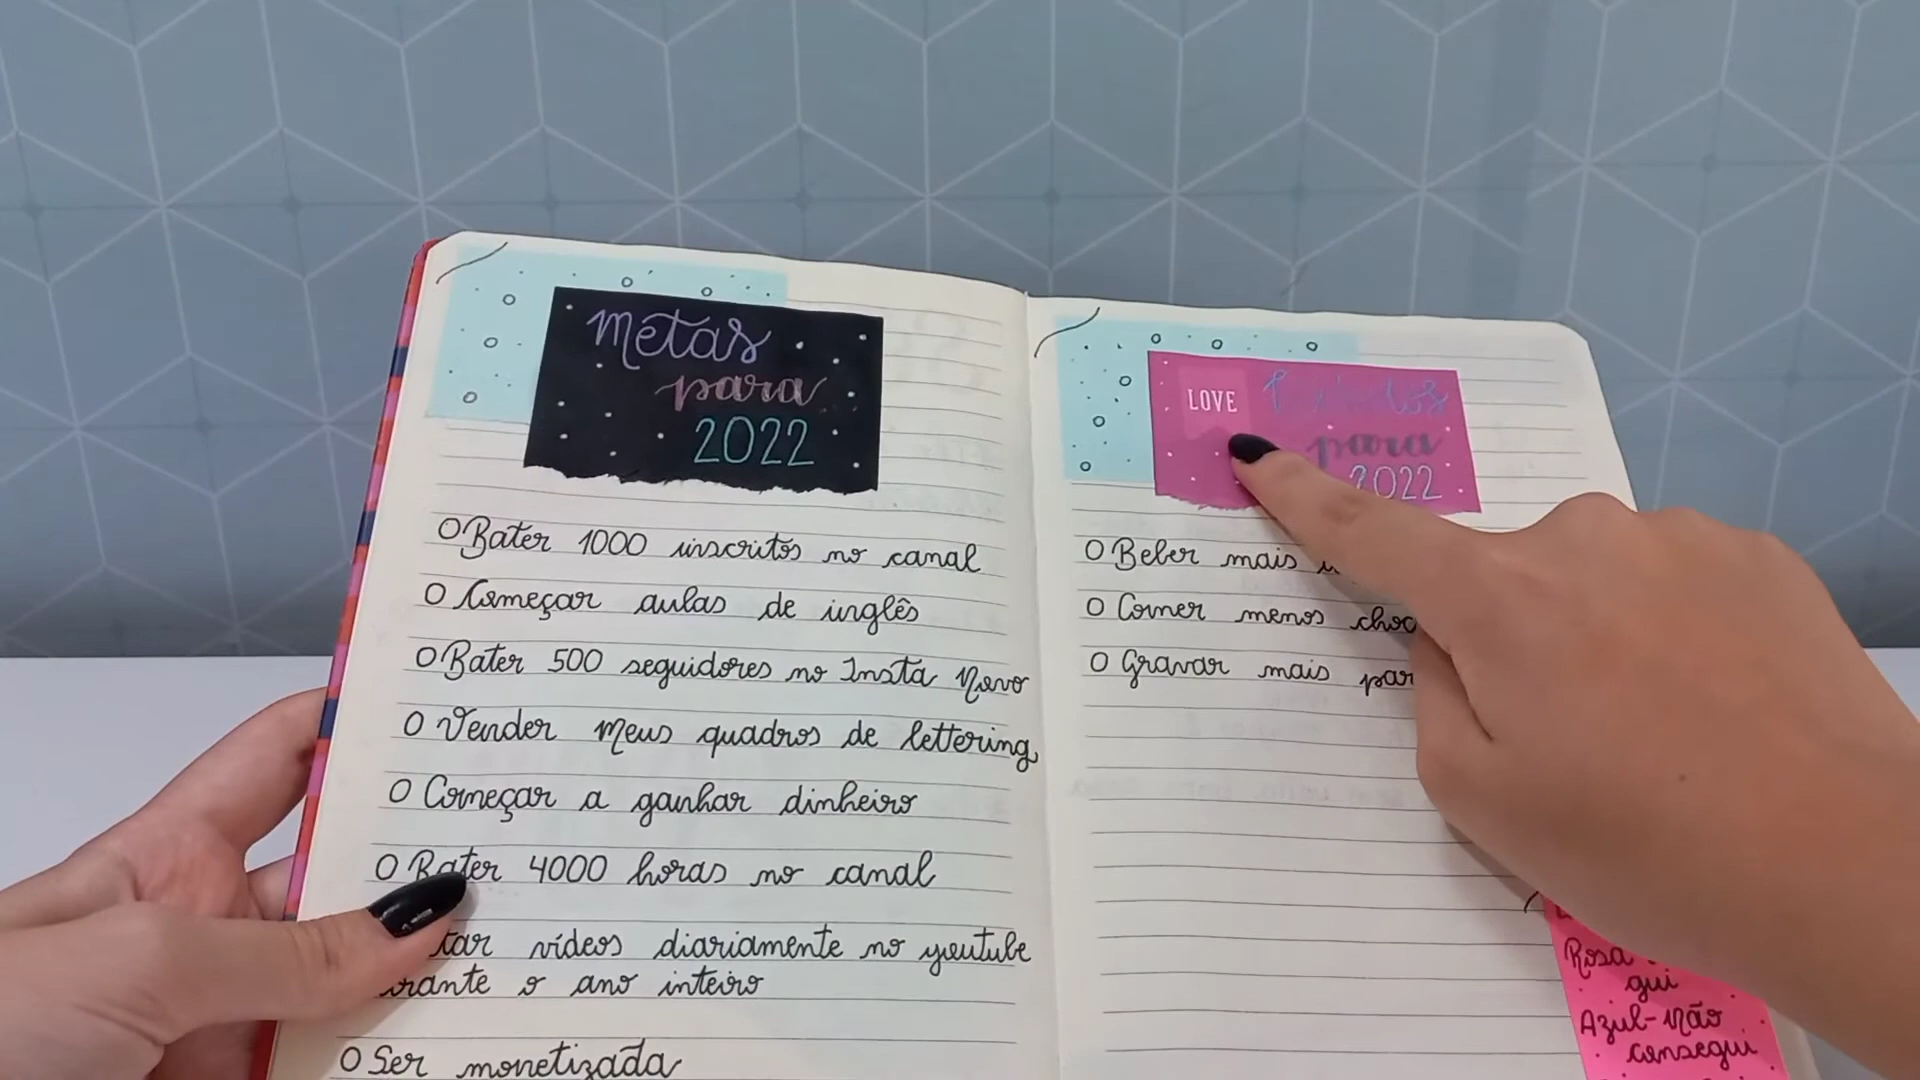 Metas
para
2022
O Bater 1000 inscritos no canal
O Começar aulas de inglês
O Bater 500 seguidores no Insta Novo
O Vender meus quadros de lettering
O Começar a ganhar dinheiro
O Bater 4000 horas no canal
vídeos diariamente no youtube
o ano inteiro
O Ser monetizada
LOVE
para
2022
O Beber mais
O Comer menos
O Gravar mais
Rosa
gui
Azul-não
consegui